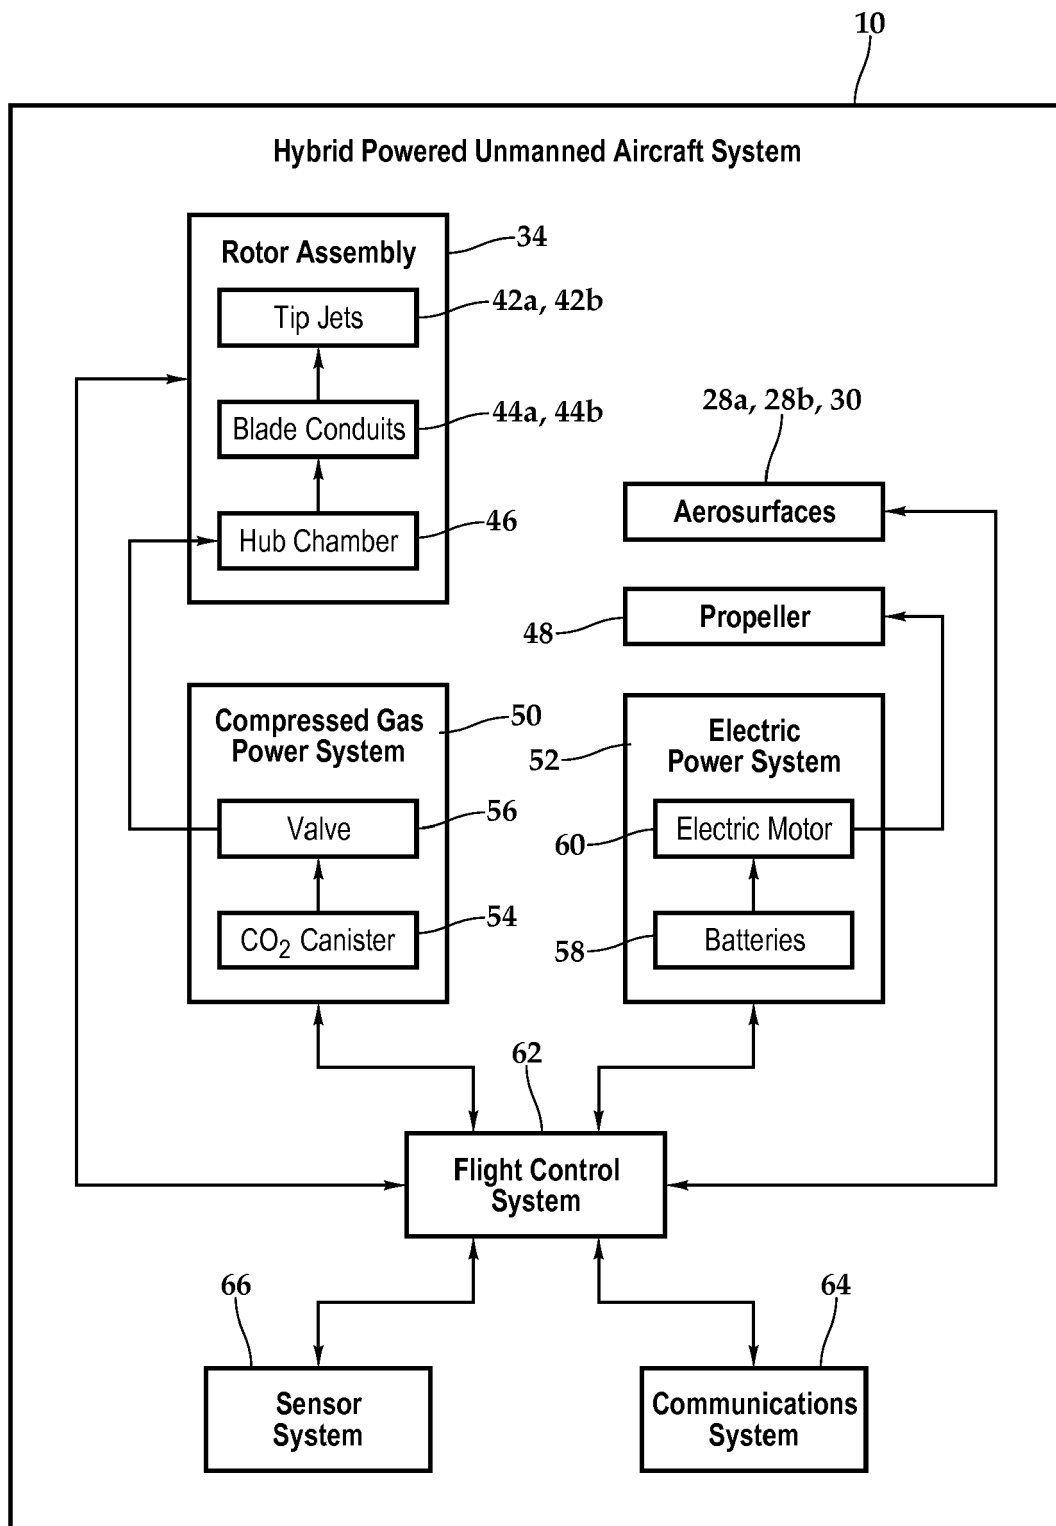 10
Hybrid Powered Unmanned Aircraft System
Rotor Assembly
34
Tip Jets
42a, 42b
Blade Conduits
44a, 44b
Hub Chamber
46
28a, 28b, 30
Aerosurfaces
Propeller
48
Compressed Gas
Power System
50
Valve
56
CO₂ Canister
54
Electric
Power System
52
Electric Motor
60
Batteries
58
62
Flight Control
System
66
Sensor
System
64
Communications
System